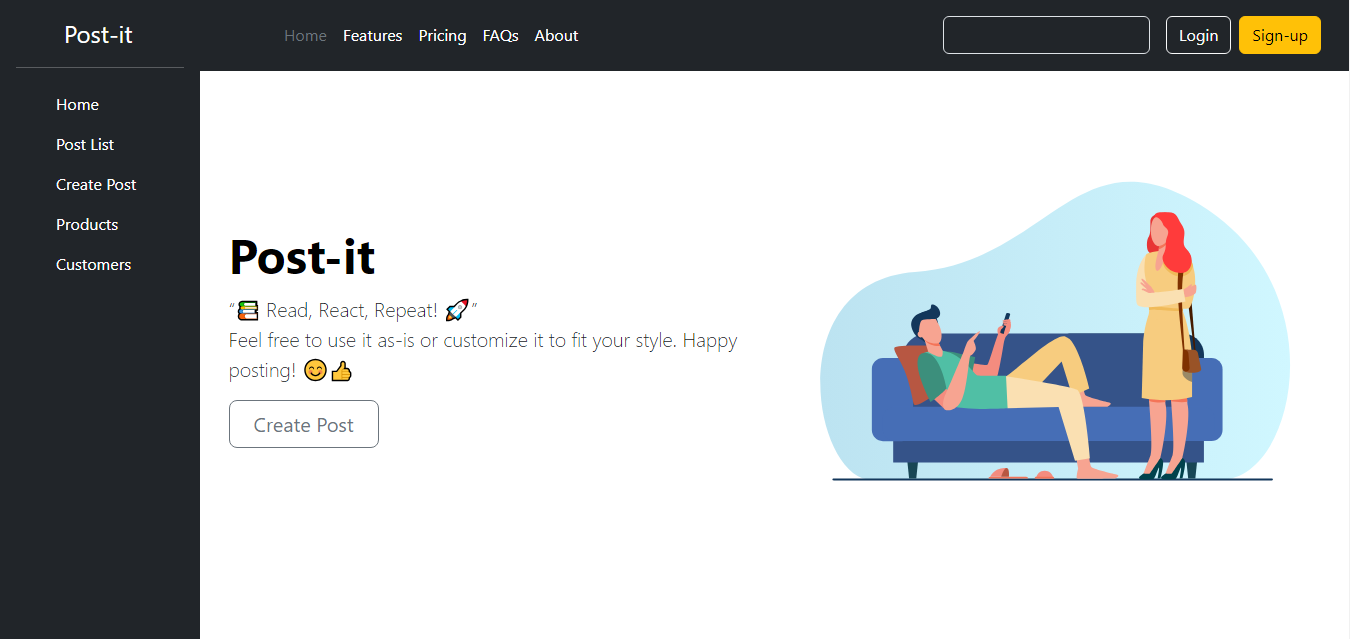 Post-it
Home Features Pricing FAQs About
Login Sign-up
Home
Post List
Create Post
Products
Customers
Post-it
"📚 Read, React, Repeat! 🚀"
Feel free to use it as-is or customize it to fit your style. Happy
posting! 😊👍
Create Post